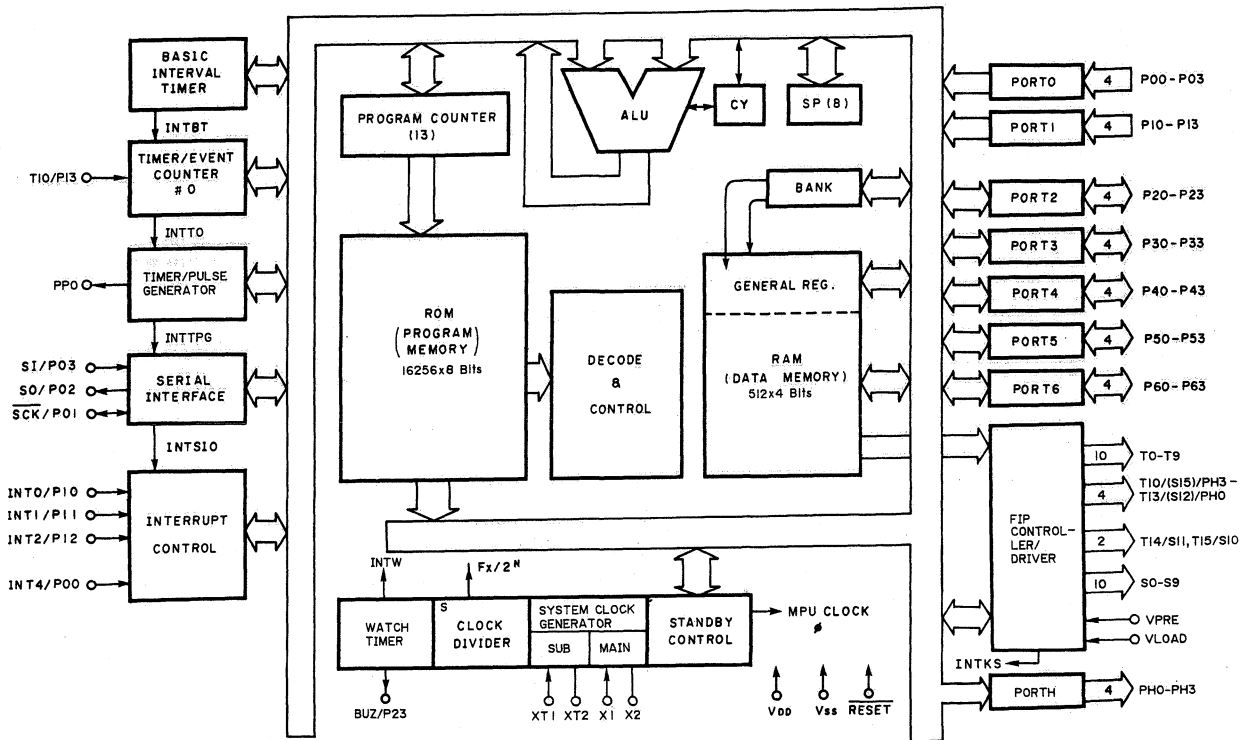 BASIC
INTERVAL
TIMER
INTBT
TI0/P13
TIMER/EVENT
COUNTER
#0
INTT0
PPO
TIMER/PULSE
GENERATOR
INTTPG
SI/P03
SO/P02
SCK/P01
SERIAL
INTERFACE
INTSIO
INT0/P10
INT1/P11
INT2/P12
INT4/P00
INTERRUPT
CONTROL
PROGRAM COUNTER
(13)
ALU
CY
SP (8)
BANK
ROM
(PROGRAM
MEMORY)
16256x8 Bits
DECODE
&
CONTROL
GENERAL REG.
RAM
(DATA MEMORY)
512x4 Bits
INTW
Fx/2 N
WATCH
TIMER
S
CLOCK
DIVIDER
SYSTEM CLOCK
GENERATOR
SUB
MAIN
STANDBY
CONTROL
MPU CLOCK
ϕ
BUZ/P23
XT1
XT2
X1
X2
VDD
VSS
RESET
PORT0
4
P00-P03
PORT1
4
P10-P13
PORT2
4
P20-P23
PORT3
4
P30-P33
PORT4
4
P40-P43
PORT5
4
P50-P53
PORT6
4
P60-P63
FIP
CONTROL-
LER/
DRIVER
10
T0-T9
4
T10/(S15)/PH3-
T13/(S12)/PH0
2
T14/S11,T15/S10
10
S0-S9
VPRE
VLOAD
INTKS
PORTH
4
PH0-PH3